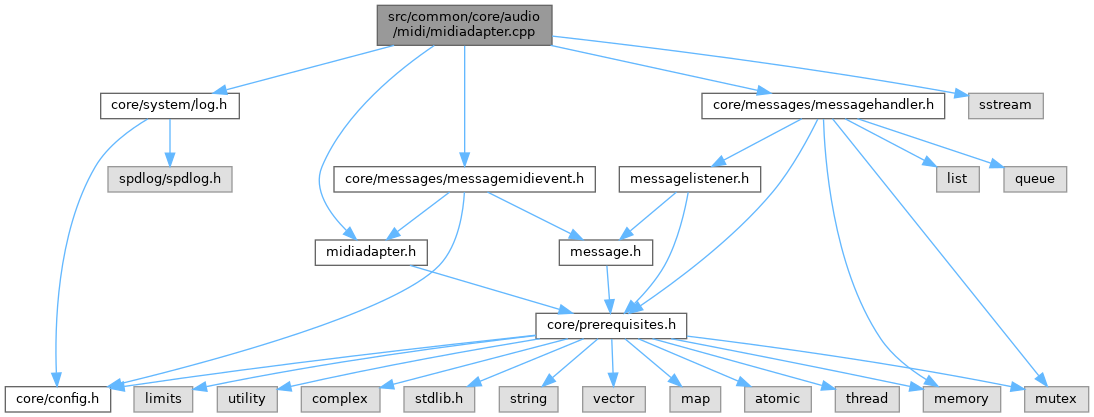 src/common/core/audio
/midi/midiadapter.cpp
core/system/log.h
core/messages/messagehandler.h
sstream
spdlog/spdlog.h
core/messages/messagemidievent.h
messagelistener.h
list
queue
midiadapter.h
message.h
core/prerequisites.h
core/config.h
limits
utility
complex
stdlib.h
string
vector
map
atomic
thread
memory
mutex